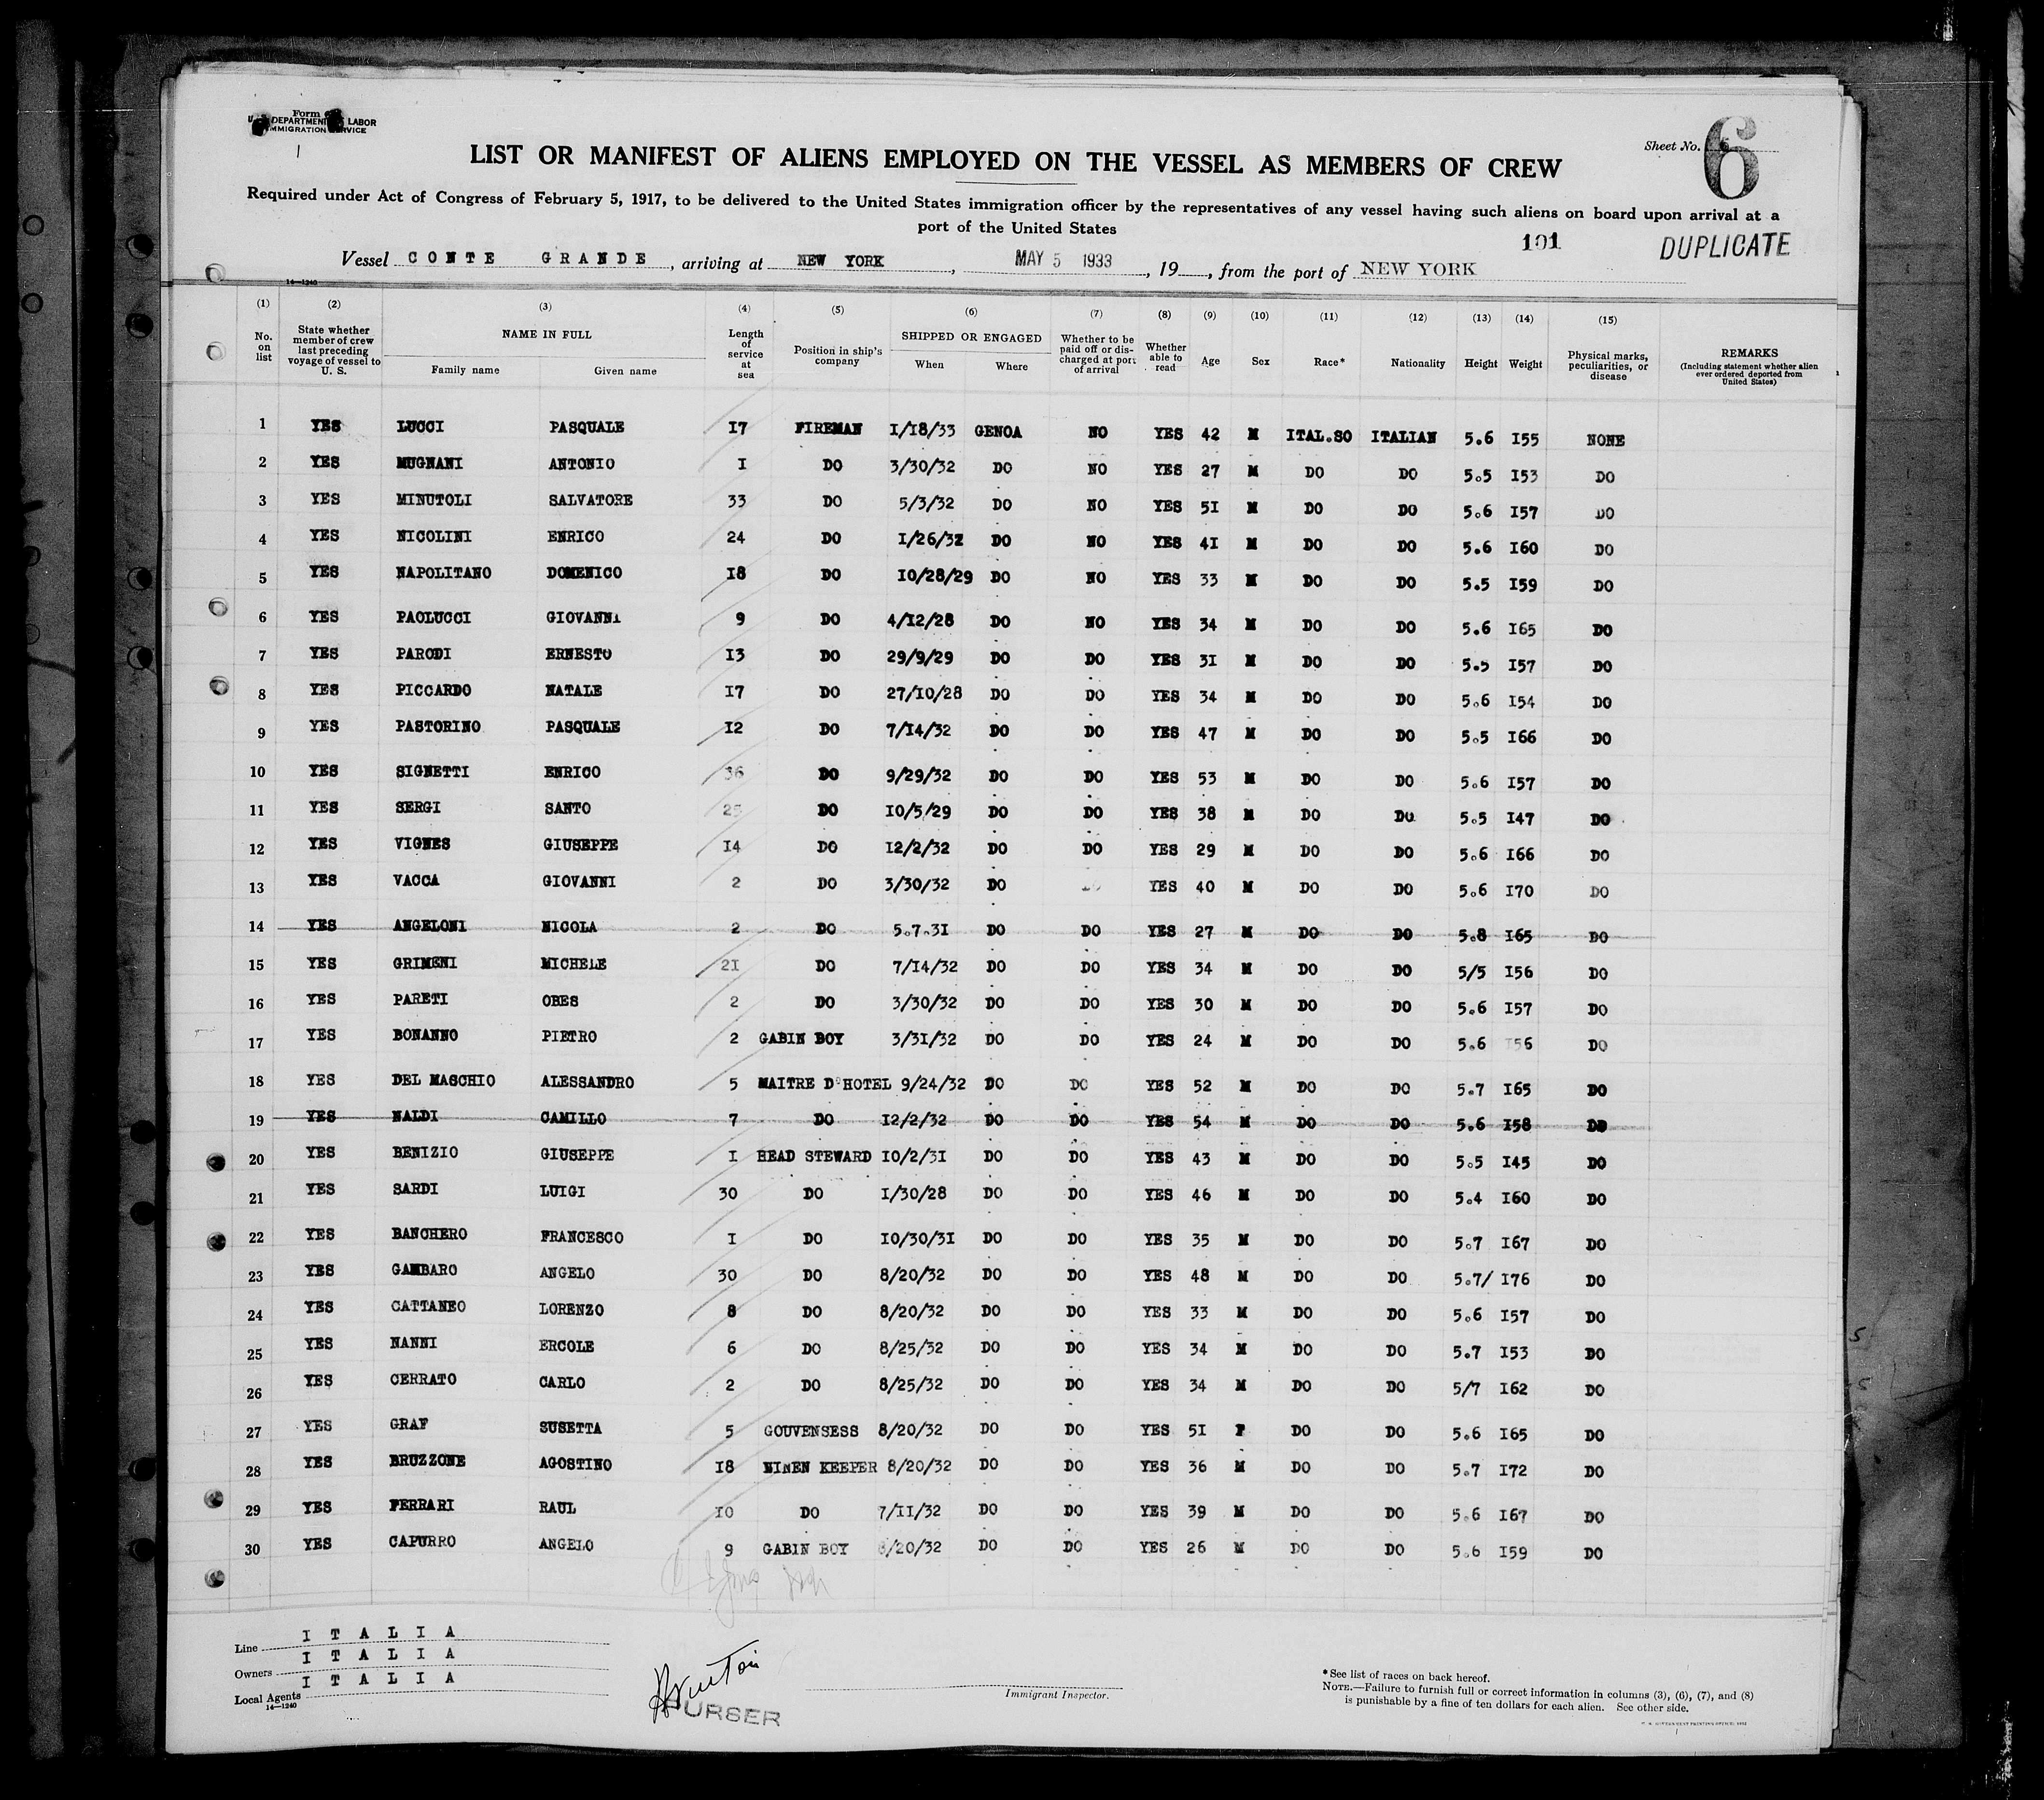 Form
U. S. DEPARTMENT OF LABOR
IMMIGRATION SERVICE
Sheet No. 6
LIST OR MANIFEST OF ALIENS EMPLOYED ON THE VESSEL AS MEMBERS OF CREW
Required under Act of Congress of February 5, 1917, to be delivered to the United States immigration officer by the representatives of any vessel having such aliens on board upon arrival at a
port of the United States
101
DUPLICATE
Vessel CONTE GRANDE, arriving at NEW YORK, MAY 5 1933, 19, from the port of NEW YORK
14—1240
(1) (2) (3) (4) (5) (6) (7) (8) (9) (10) (11) (12) (13) (14) (15)
No. on list State whether member of crew last preceding voyage of vessel to U. S. NAME IN FULL Family name Given name Length of service at sea Position in ship's company SHIPPED OR ENGAGED When Where Whether to be paid off or discharged at port of arrival Whether able to read Age Sex Race* Nationality Height Weight Physical marks, peculiarities, or disease REMARKS (Including statement whether alien ever ordered deported from United States)
1 YES LUCCI PASQUALE 17 FIREMAN 1/18/33 GENOA NO YES 42 M ITAL.SO ITALIAN 5.6 155 NONE
2 YES MUGNANI ANTONIO 1 DO 3/30/32 DO NO YES 27 M DO DO 5.5 153 DO
3 YES MINUTOLI SALVATORE 33 DO 5/3/32 DO NO YES 51 M DO DO 5.6 157 DO
4 YES NICOLINI ENRICO 24 DO 1/26/32 DO NO YES 41 M DO DO 5.6 160 DO
5 YES NAPOLITANO DOMENICO 18 DO 10/28/29 DO NO YES 33 M DO DO 5.5 159 DO
6 YES PAOLUCCI GIOVANNI 9 DO 4/12/28 DO NO YES 34 M DO DO 5.6 165 DO
7 YES PARODI ERNESTO 13 DO 29/9/29 DO DO YES 31 M DO DO 5.5 157 DO
8 YES PICCARDO NATALE 17 DO 27/10/28 DO DO YES 34 M DO DO 5.6 154 DO
9 YES PASTORINO PASQUALE 12 DO 7/14/32 DO DO YES 47 M DO DO 5.5 166 DO
10 YES SIGNETTI ENRICO 36 DO 9/29/32 DO DO YES 53 M DO DO 5.6 157 DO
11 YES SERGI SANTO 25 DO 10/5/29 DO DO YES 38 M DO DO 5.5 147 DO
12 YES VIGNES GIUSEPPE 14 DO 12/2/32 DO DO YES 29 M DO DO 5.6 166 DO
13 YES VACCA GIOVANNI 2 DO 3/30/32 DO DO YES 40 M DO DO 5.6 170 DO
14 YES ANGELONI NICOLA 2 DO 5.7.31 DO DO YES 27 M DO DO 5.8 165 DO
15 YES GRIMENI MICHELE 21 DO 7/14/32 DO DO YES 34 M DO DO 5/5 156 DO
16 YES PARETI OBES 2 DO 3/30/32 DO DO YES 30 M DO DO 5.6 157 DO
17 YES BONANNO PIETRO 2 GABIN BOY 3/31/32 DO DO YES 24 M DO DO 5.6 156 DO
18 YES DEL MASCHIO ALESSANDRO 5 MAITRE D'HOTEL 9/24/32 DO DO YES 52 M DO DO 5.7 165 DO
19 YES NALDI CAMILLO 7 DO 12/2/32 DO DO YES 54 M DO DO 5.6 158 DO
20 YES BENIZIO GIUSEPPE 1 HEAD STEWARD 10/2/31 DO DO YES 43 M DO DO 5.5 145 DO
21 YES SARDI LUIGI 30 DO 1/30/28 DO DO YES 46 M DO DO 5.4 160 DO
22 YES BANCHERO FRANCESCO 1 DO 10/30/31 DO DO YES 35 M DO DO 5.7 167 DO
23 YES GAMBARO ANGELO 30 DO 8/20/32 DO DO YES 48 M DO DO 5.7/ 176 DO
24 YES CATTANEO LORENZO 8 DO 8/20/32 DO DO YES 33 M DO DO 5.6 157 DO
25 YES NANNI ERCOLE 6 DO 8/25/32 DO DO YES 34 M DO DO 5.7 153 DO
26 YES CERRATO CARLO 2 DO 8/25/32 DO DO YES 34 M DO DO 5/7 162 DO
27 YES GRAF SUSETTA 5 GOUVENSESS 8/20/32 DO DO YES 51 F DO DO 5.6 165 DO
28 YES BRUZZONE AGOSTINO 18 KEEPER 8/20/32 DO DO YES 36 M DO DO 5.7 172 DO
29 YES FERRARI RAUL 10 DO 7/11/32 DO DO YES 39 M DO DO 5.6 167 DO
30 YES CAPURRO ANGELO 9 GABIN BOY 8/20/32 DO DO YES 26 M DO DO 5.6 159 DO
Line ITALIA
Owners ITALIA
Local Agents ITALIA
14—1240
PURSER
Immigrant Inspector.
*See list of races on back hereof.
NOTE.—Failure to furnish full or correct information in columns (3), (6), (7), and (8)
is punishable by a fine of ten dollars for each alien. See other side.